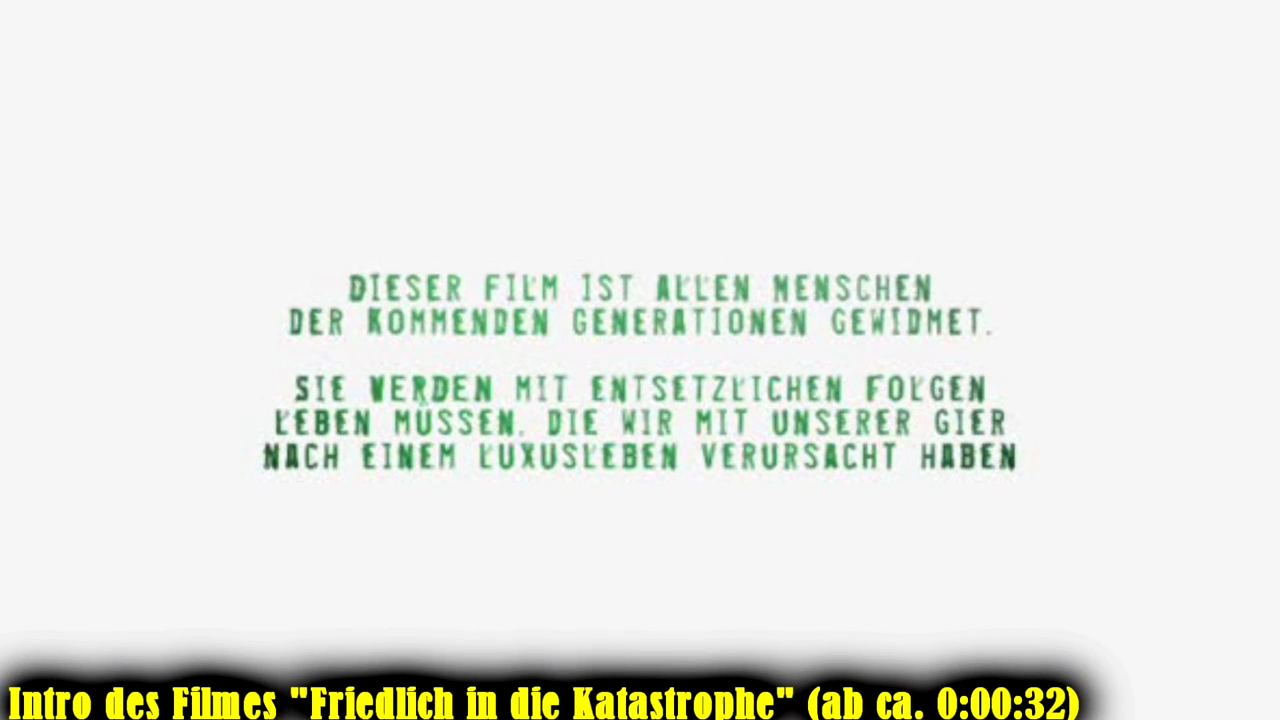 DIESER FILM IST ALLEN MENSCHEN
DER KOMMENDEN GENERATIONEN GEWIDMET.
SIE WERDEN MIT ENTSETZLICHEN FOLGEN
LEBEN MÜSSEN, DIE WIR MIT UNSERER GIER
NACH EINEM LUXUSLEBEN VERURSACHT HABEN
Intro des Filmes "Friedlich in die Katastrophe" (ab ca. 0:00:32)